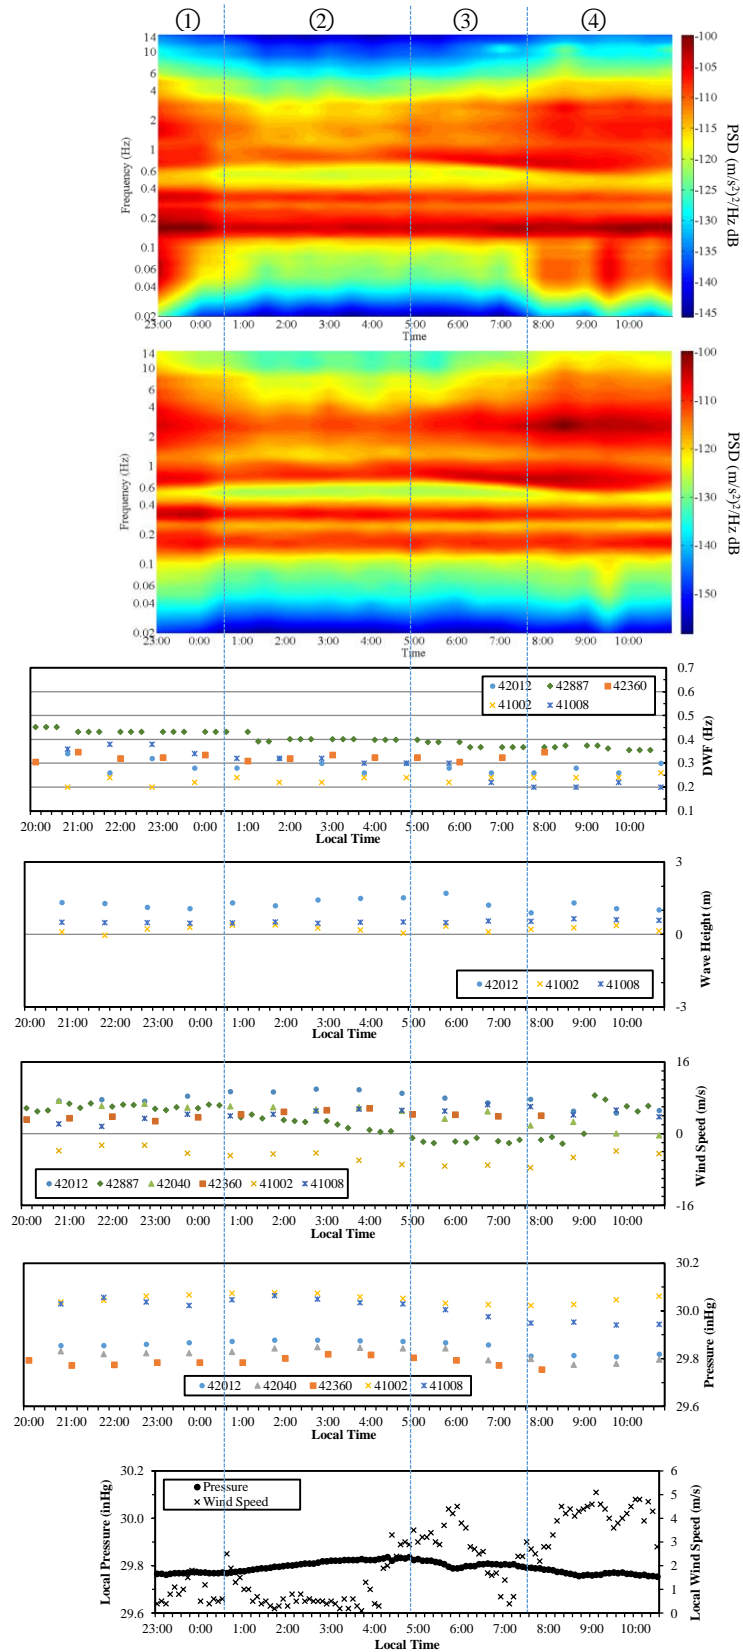 ① ② ③ ④
14
10
6
4
2
1
0.6
0.4
0.2
0.1
0.06
0.04
0.02
Frequency (Hz)
23:00 0:00 1:00 2:00 3:00 4:00 5:00 6:00 7:00 8:00 9:00 10:00
Time
-100
-105
-110
-115
-120
-125
-130
-135
-140
-145
PSD (m/s²)²/Hz dB
14
10
6
4
2
1
0.6
0.4
0.2
0.1
0.06
0.04
0.02
Frequency (Hz)
23:00 0:00 1:00 2:00 3:00 4:00 5:00 6:00 7:00 8:00 9:00 10:00
Time
-100
-110
-120
-130
-140
-150
PSD (m/s²)²/Hz dB
42012 42887 42360
41002 41008
0.7
0.6
0.5
0.4
0.3
0.2
0.1
DWF (Hz)
20:00 21:00 22:00 23:00 0:00 1:00 2:00 3:00 4:00 5:00 6:00 7:00 8:00 9:00 10:00
Local Time
3
0
-3
Wave Height (m)
42012 41002 41008
20:00 21:00 22:00 23:00 0:00 1:00 2:00 3:00 4:00 5:00 6:00 7:00 8:00 9:00 10:00
Local Time
16
0
-16
Wind Speed (m/s)
42012 42887 42040 42360 41002 41008
20:00 21:00 22:00 23:00 0:00 1:00 2:00 3:00 4:00 5:00 6:00 7:00 8:00 9:00 10:00
Local Time
30.2
30.0
29.8
29.6
Pressure (inHg)
42012 42040 42360 41002 41008
20:00 21:00 22:00 23:00 0:00 1:00 2:00 3:00 4:00 5:00 6:00 7:00 8:00 9:00 10:00
Local Time
Pressure
Wind Speed
30.2
30.0
29.8
29.6
Local Pressure (inHg)
6
5
4
3
2
1
0
Local Wind Speed (m/s)
23:00 0:00 1:00 2:00 3:00 4:00 5:00 6:00 7:00 8:00 9:00 10:00
Local Time